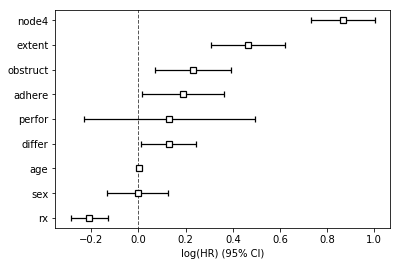 node4
extent
obstruct
adhere
perfor
differ
age
sex
rx
−0.2 0.0 0.2 0.4 0.6 0.8 1.0
log(HR) (95% CI)